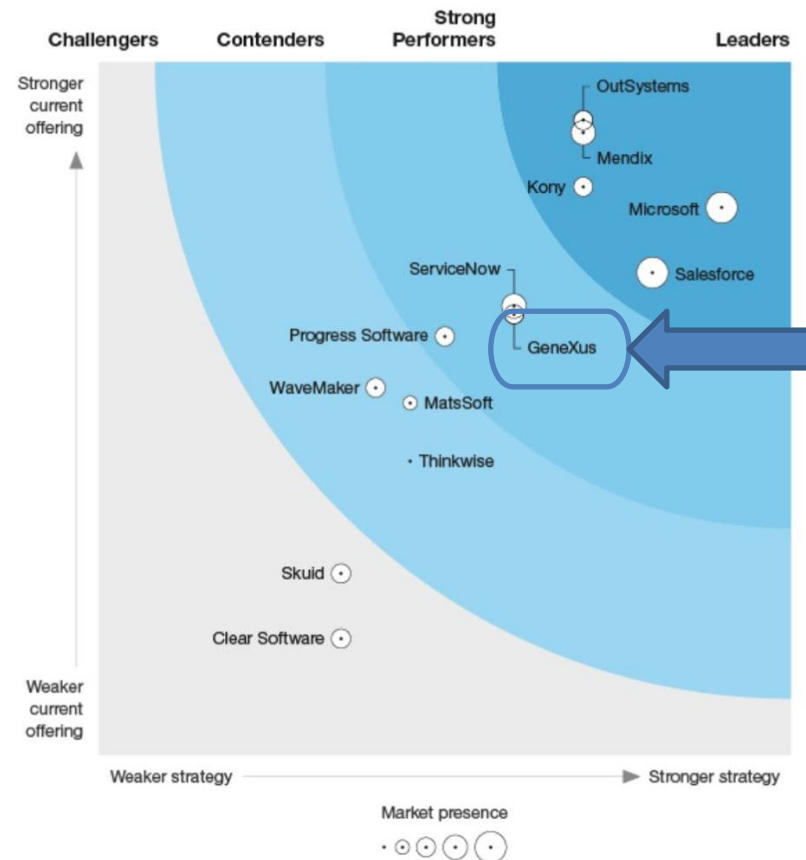 Challengers
Contenders
Strong
Performers
Leaders
Stronger
current
offering
OutSystems
Mendix
Kony
Microsoft
ServiceNow
Salesforce
Progress Software
GeneXus
WaveMaker
MatsSoft
Thinkwise
Skuid
Clear Software
Weaker
current
offering
Weaker strategy
Stronger strategy
Market presence